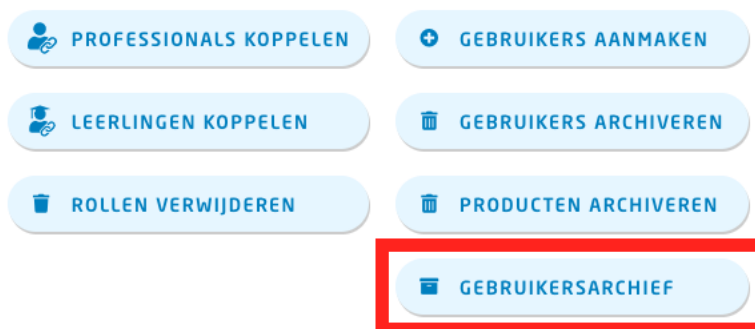 PROFESSIONALS KOPPELEN
GEBRUIKERS AANMAKEN
LEERLINGEN KOPPELEN
GEBRUIKERS ARCHIVEREN
ROLLEN VERWIJDEREN
PRODUCTEN ARCHIVEREN
GEBRUIKERSARCHIEF